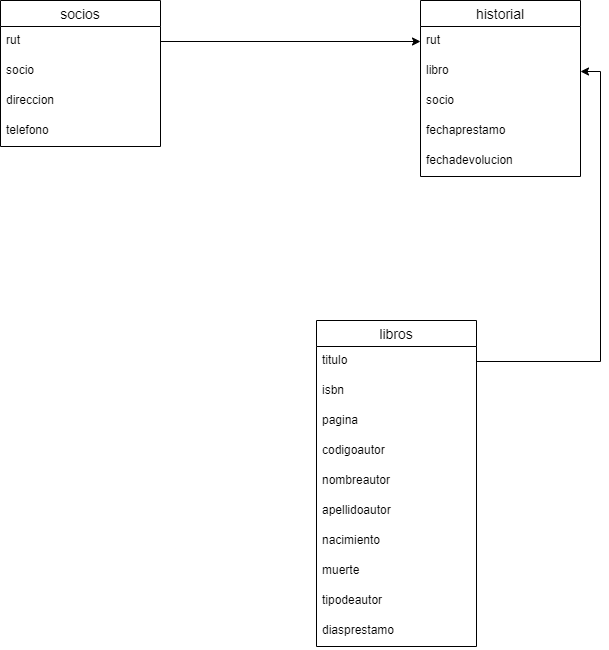 socios
rut
socio
direccion
telefono
historial
rut
libro
socio
fechaprestamo
fechadevolucion
libros
titulo
isbn
pagina
codigoautor
nombreautor
apellidoautor
nacimiento
muerte
tipodeautor
diasprestamo